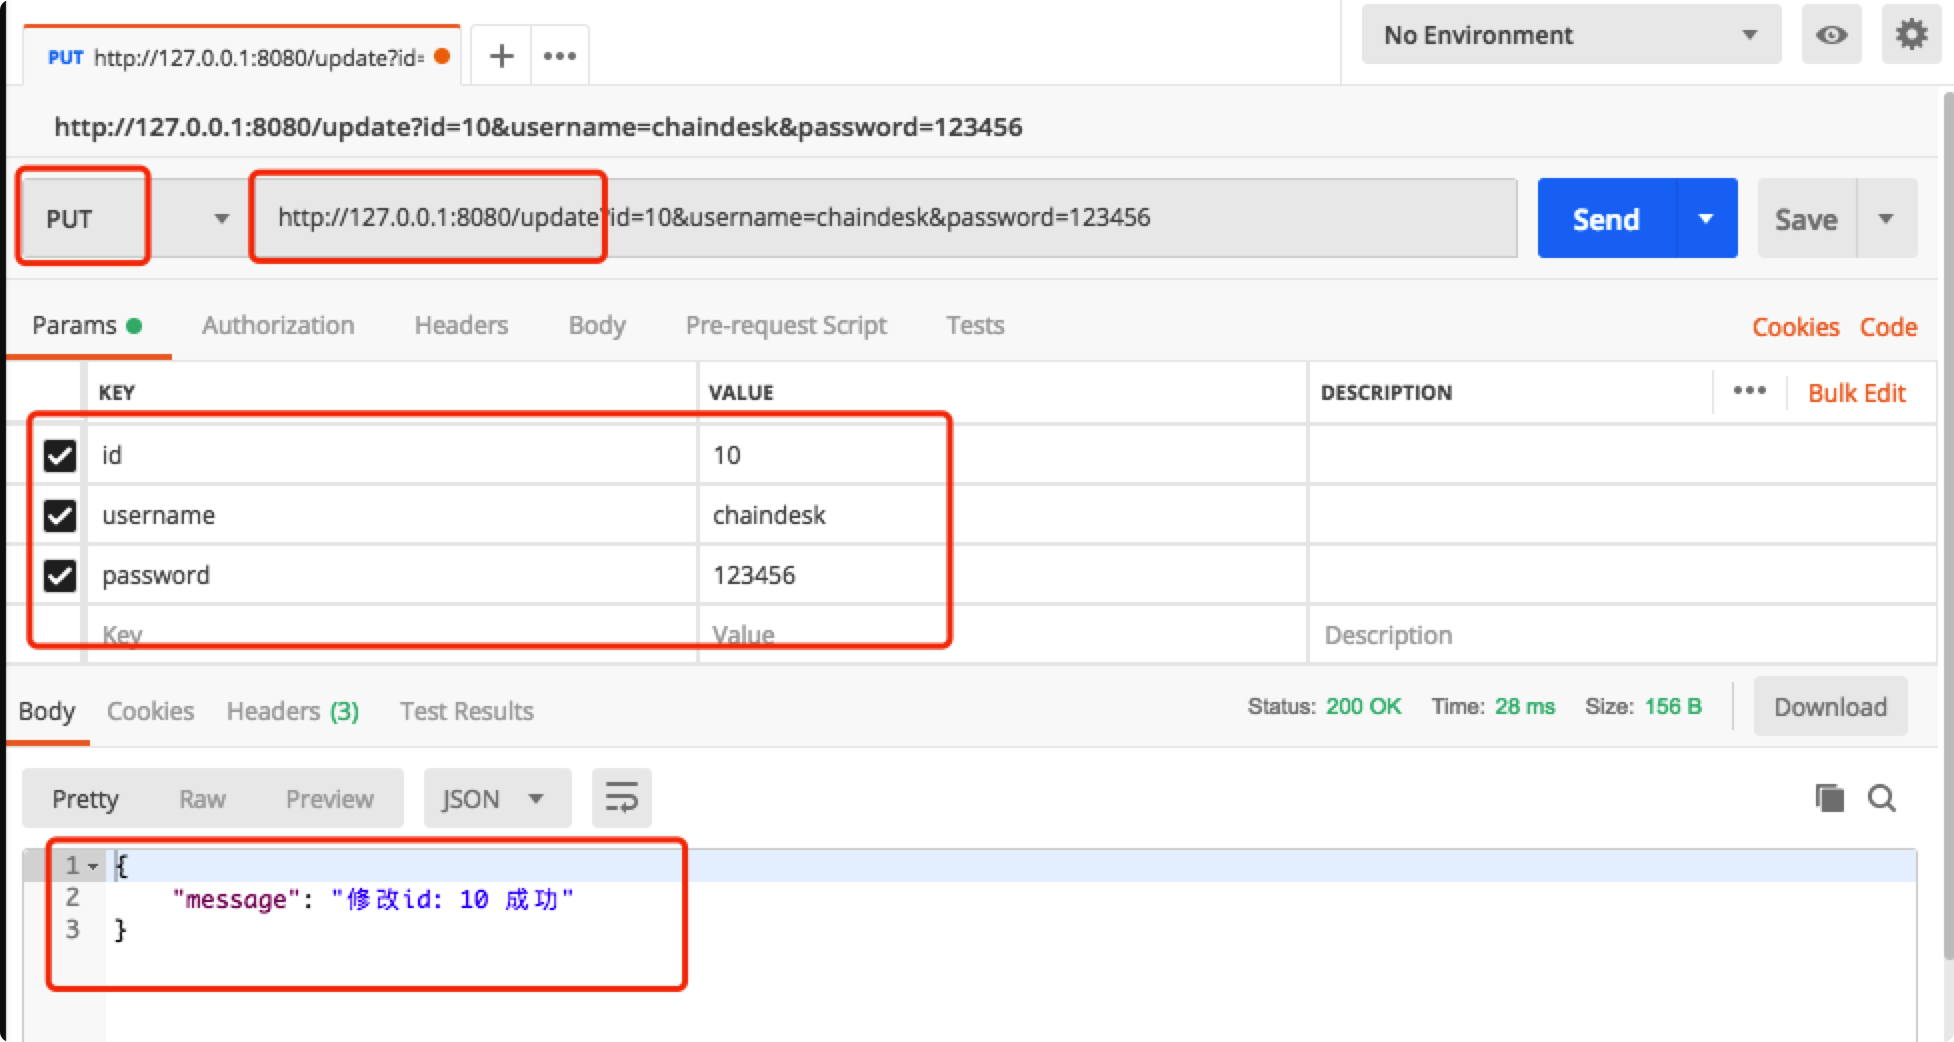 PUT http://127.0.0.1:8080/update?id=
No Environment
http://127.0.0.1:8080/update?id=10&username=chaindesk&password=123456
PUT http://127.0.0.1:8080/update?id=10&username=chaindesk&password=123456 Send Save
Params Authorization Headers Body Pre-request Script Tests Cookies Code
KEY VALUE DESCRIPTION Bulk Edit
id 10
username chaindesk
password 123456
Key Value Description
Body Cookies Headers (3) Test Results Status: 200 OK Time: 28 ms Size: 156 B Download
Pretty Raw Preview JSON
1 {
2 "message": "修改id: 10 成功"
3 }